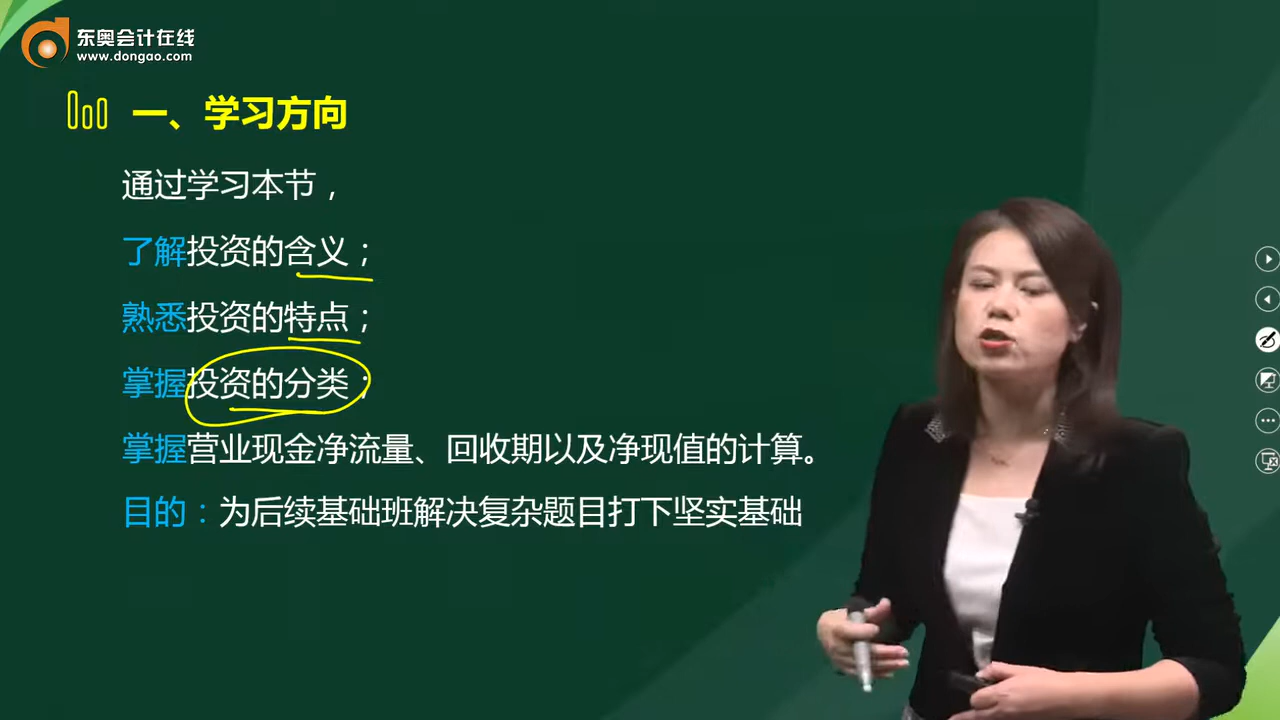 东奥会计在线
www.dongao.com
一、学习方向
通过学习本节，
了解投资的含义；
熟悉投资的特点；
掌握投资的分类；
掌握营业现金净流量、回收期以及净现值的计算。
目的：为后续基础班解决复杂题目打下坚实基础